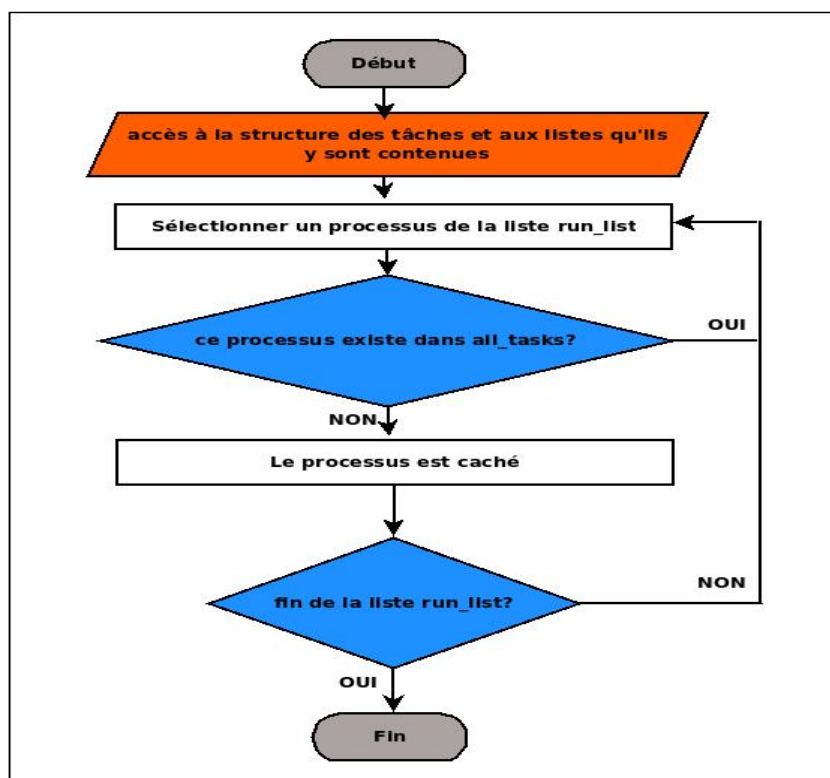 Début
accès à la structure des tâches et aux listes qu'ils
y sont contenues
Sélectionner un processus de la liste run_list
ce processus existe dans all_tasks?
OUI
NON
Le processus est caché
fin de la liste run_list?
NON
OUI
Fin